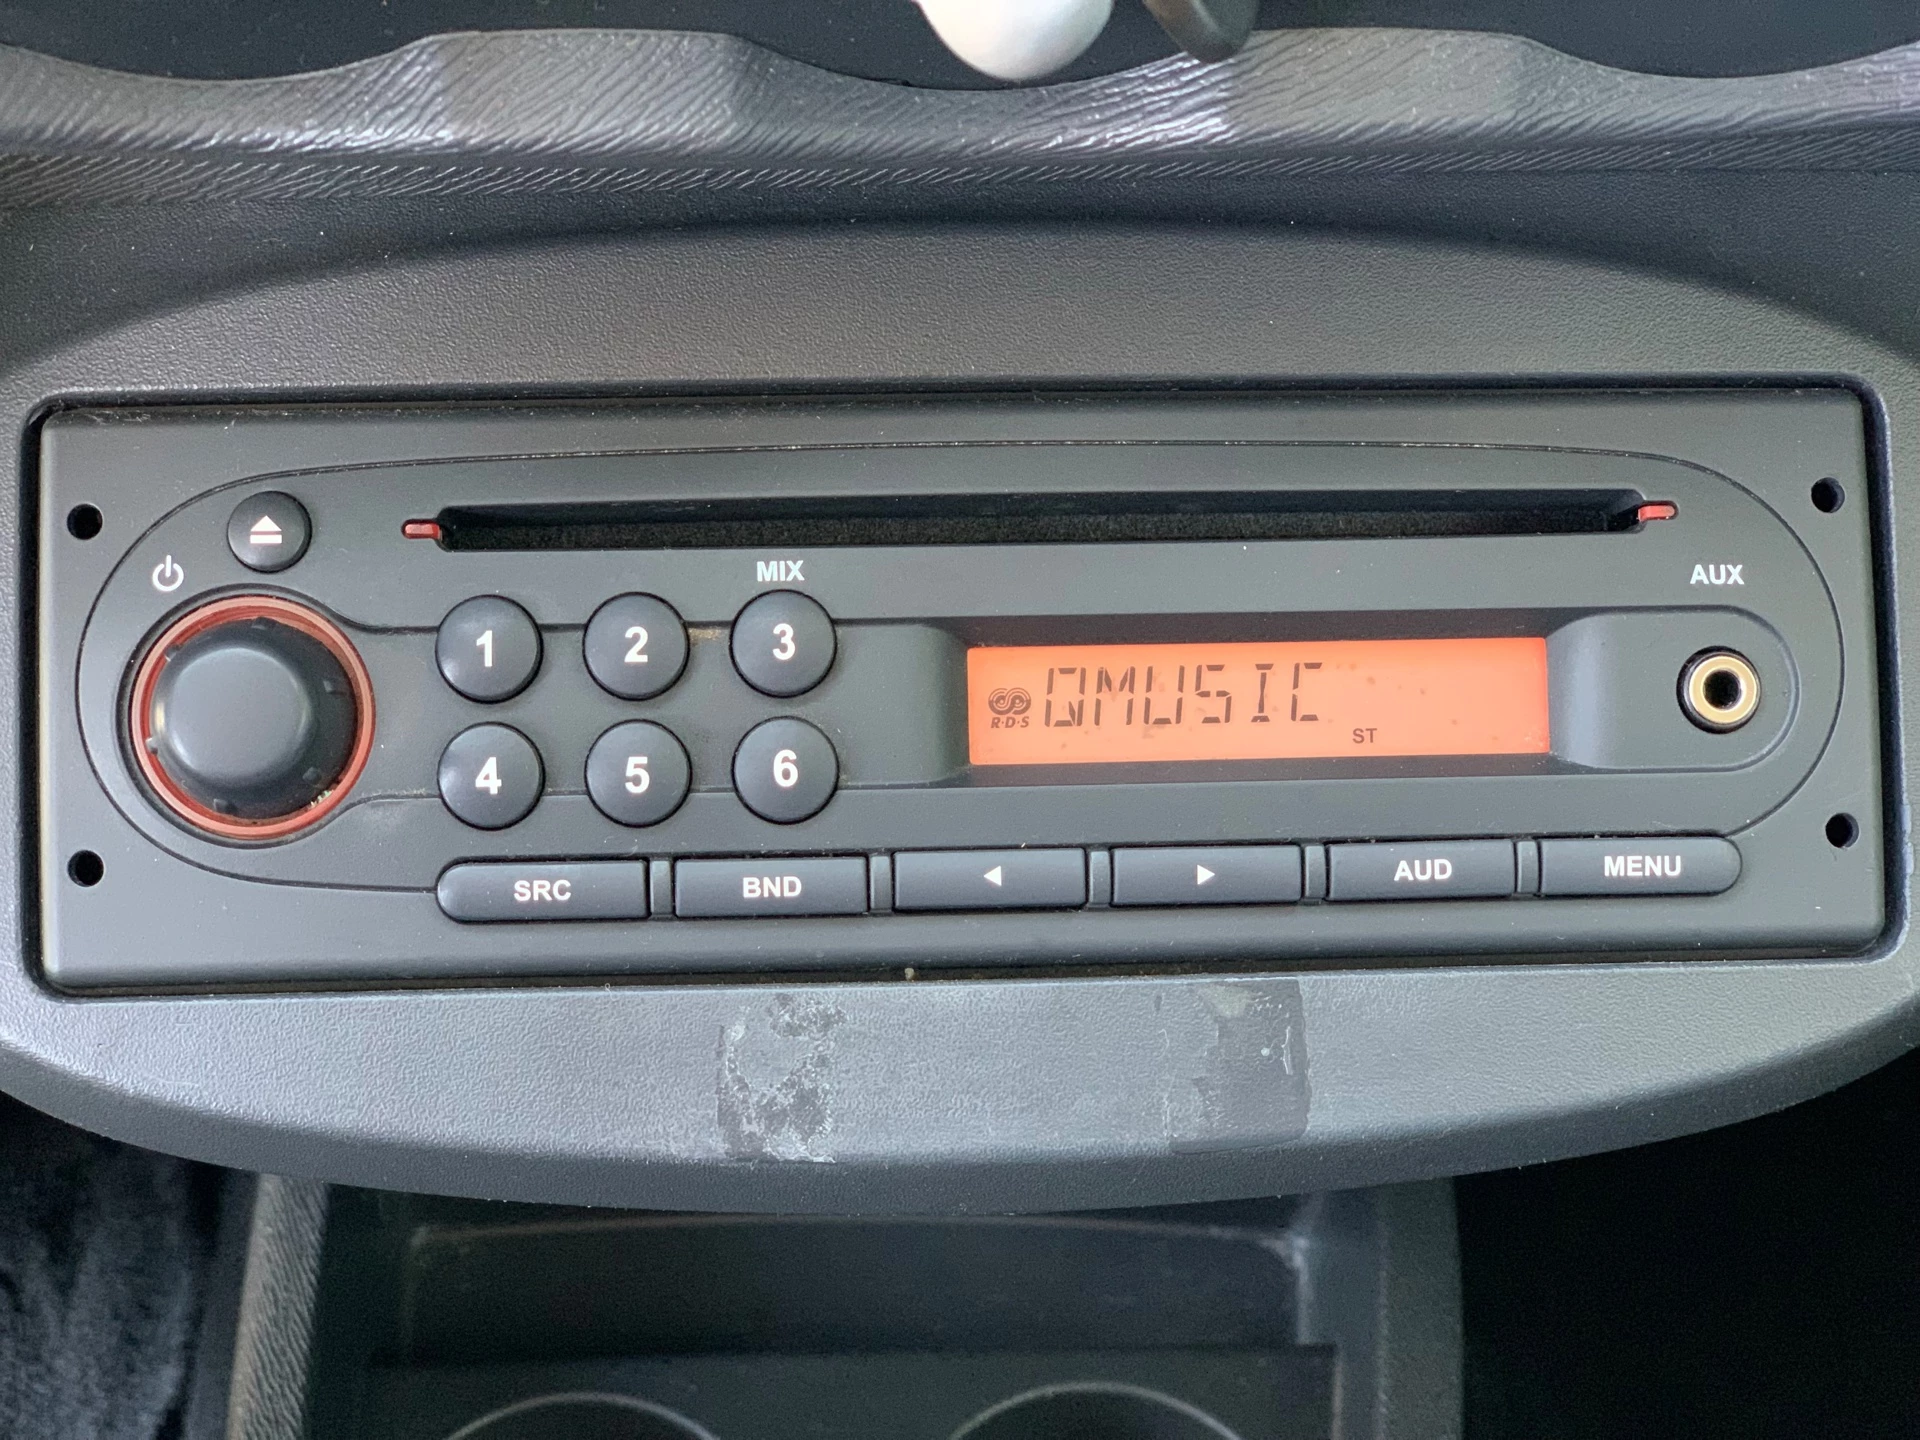 MIX
AUX
1 2 3
R·D·S QMUSIC
ST
4 5 6
SRC BND AUD MENU